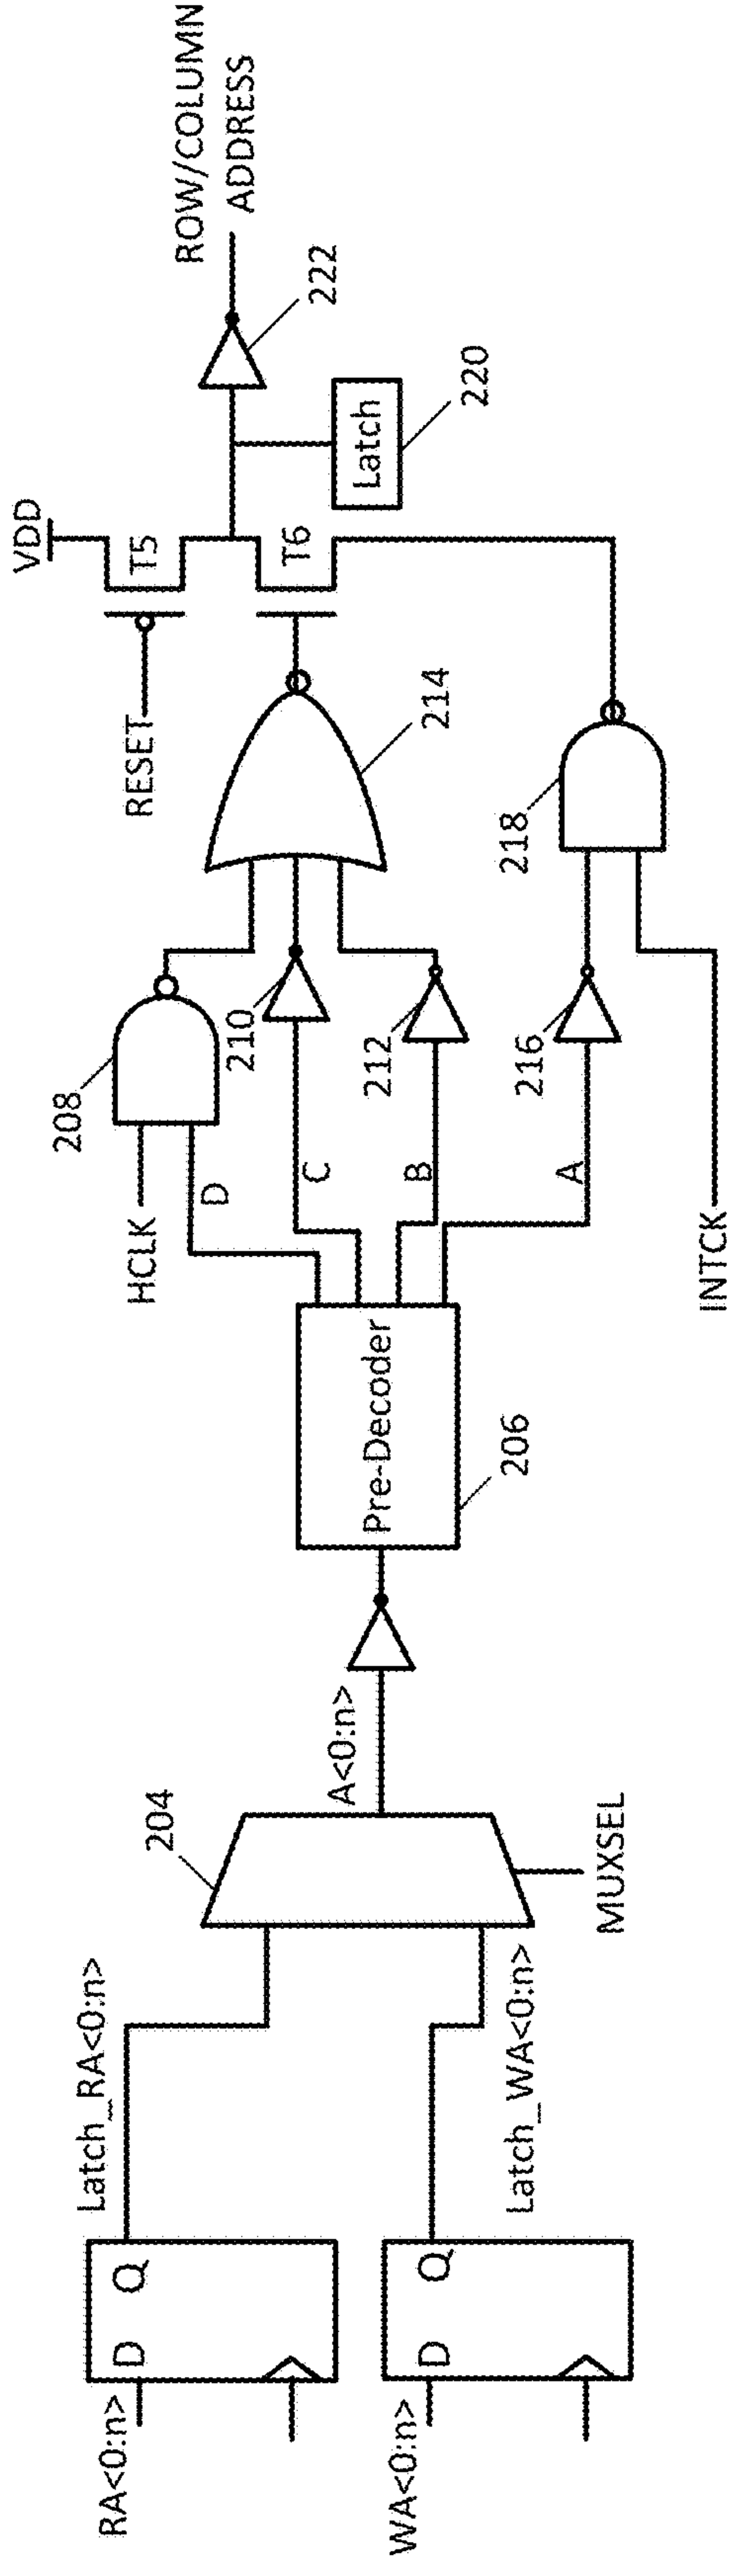 RA<0:n>
D
Q
Latch_RA<0:n>
WA<0:n>
D
Q
Latch_WA<0:n>
204
MUXSEL
A<0:n>
Pre-Decoder
206
HCLK
D
C
B
A
INTCK
208
210
212
216
214
218
RESET
VDD
T5
T6
Latch
220
222
ROW/COLUMN
ADDRESS